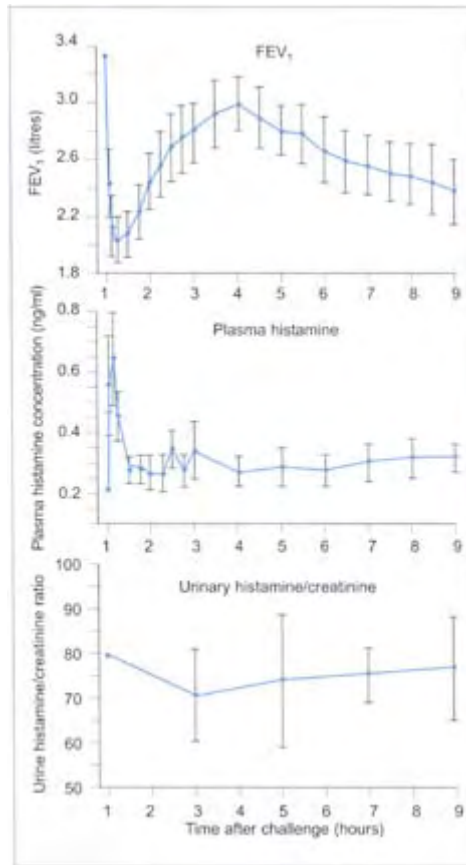 FEV1
FEV1 (litres)
3.4
3.0
2.6
2.2
1.8
1 2 3 4 5 6 7 8 9
Plasma histamine
Plasma histamine concentration (ng/ml)
0.8
0.6
0.4
0.2
1 2 3 4 5 6 7 8 9
Urinary histamine/creatinine
Urine histamine/creatinine ratio
100
90
80
70
60
50
1 2 3 4 5 6 7 8 9
Time after challenge (hours)